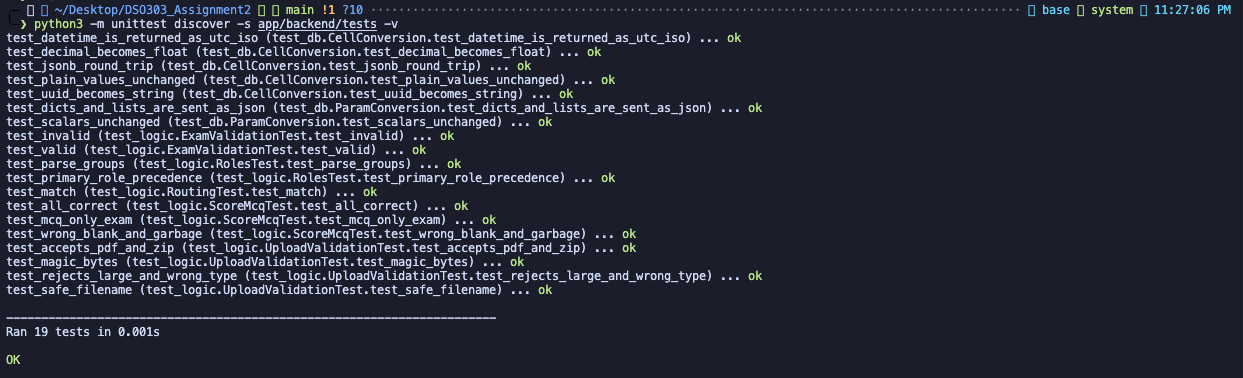 ~/Desktop/DSO303_Assignment2 main !1 ?10 base system 11:27:06 PM
❯ python3 -m unittest discover -s app/backend/tests -v
test_datetime_is_returned_as_utc_iso (test_db.CellConversion.test_datetime_is_returned_as_utc_iso) ... ok
test_decimal_becomes_float (test_db.CellConversion.test_decimal_becomes_float) ... ok
test_jsonb_round_trip (test_db.CellConversion.test_jsonb_round_trip) ... ok
test_plain_values_unchanged (test_db.CellConversion.test_plain_values_unchanged) ... ok
test_uuid_becomes_string (test_db.CellConversion.test_uuid_becomes_string) ... ok
test_dicts_and_lists_are_sent_as_json (test_db.ParamConversion.test_dicts_and_lists_are_sent_as_json) ... ok
test_scalars_unchanged (test_db.ParamConversion.test_scalars_unchanged) ... ok
test_invalid (test_logic.ExamValidationTest.test_invalid) ... ok
test_valid (test_logic.ExamValidationTest.test_valid) ... ok
test_parse_groups (test_logic.RolesTest.test_parse_groups) ... ok
test_primary_role_precedence (test_logic.RolesTest.test_primary_role_precedence) ... ok
test_match (test_logic.RoutingTest.test_match) ... ok
test_all_correct (test_logic.ScoreMcqTest.test_all_correct) ... ok
test_mcq_only_exam (test_logic.ScoreMcqTest.test_mcq_only_exam) ... ok
test_wrong_blank_and_garbage (test_logic.ScoreMcqTest.test_wrong_blank_and_garbage) ... ok
test_accepts_pdf_and_zip (test_logic.UploadValidationTest.test_accepts_pdf_and_zip) ... ok
test_magic_bytes (test_logic.UploadValidationTest.test_magic_bytes) ... ok
test_rejects_large_and_wrong_type (test_logic.UploadValidationTest.test_rejects_large_and_wrong_type) ... ok
test_safe_filename (test_logic.UploadValidationTest.test_safe_filename) ... ok
----------------------------------------------------------------------
Ran 19 tests in 0.001s
OK